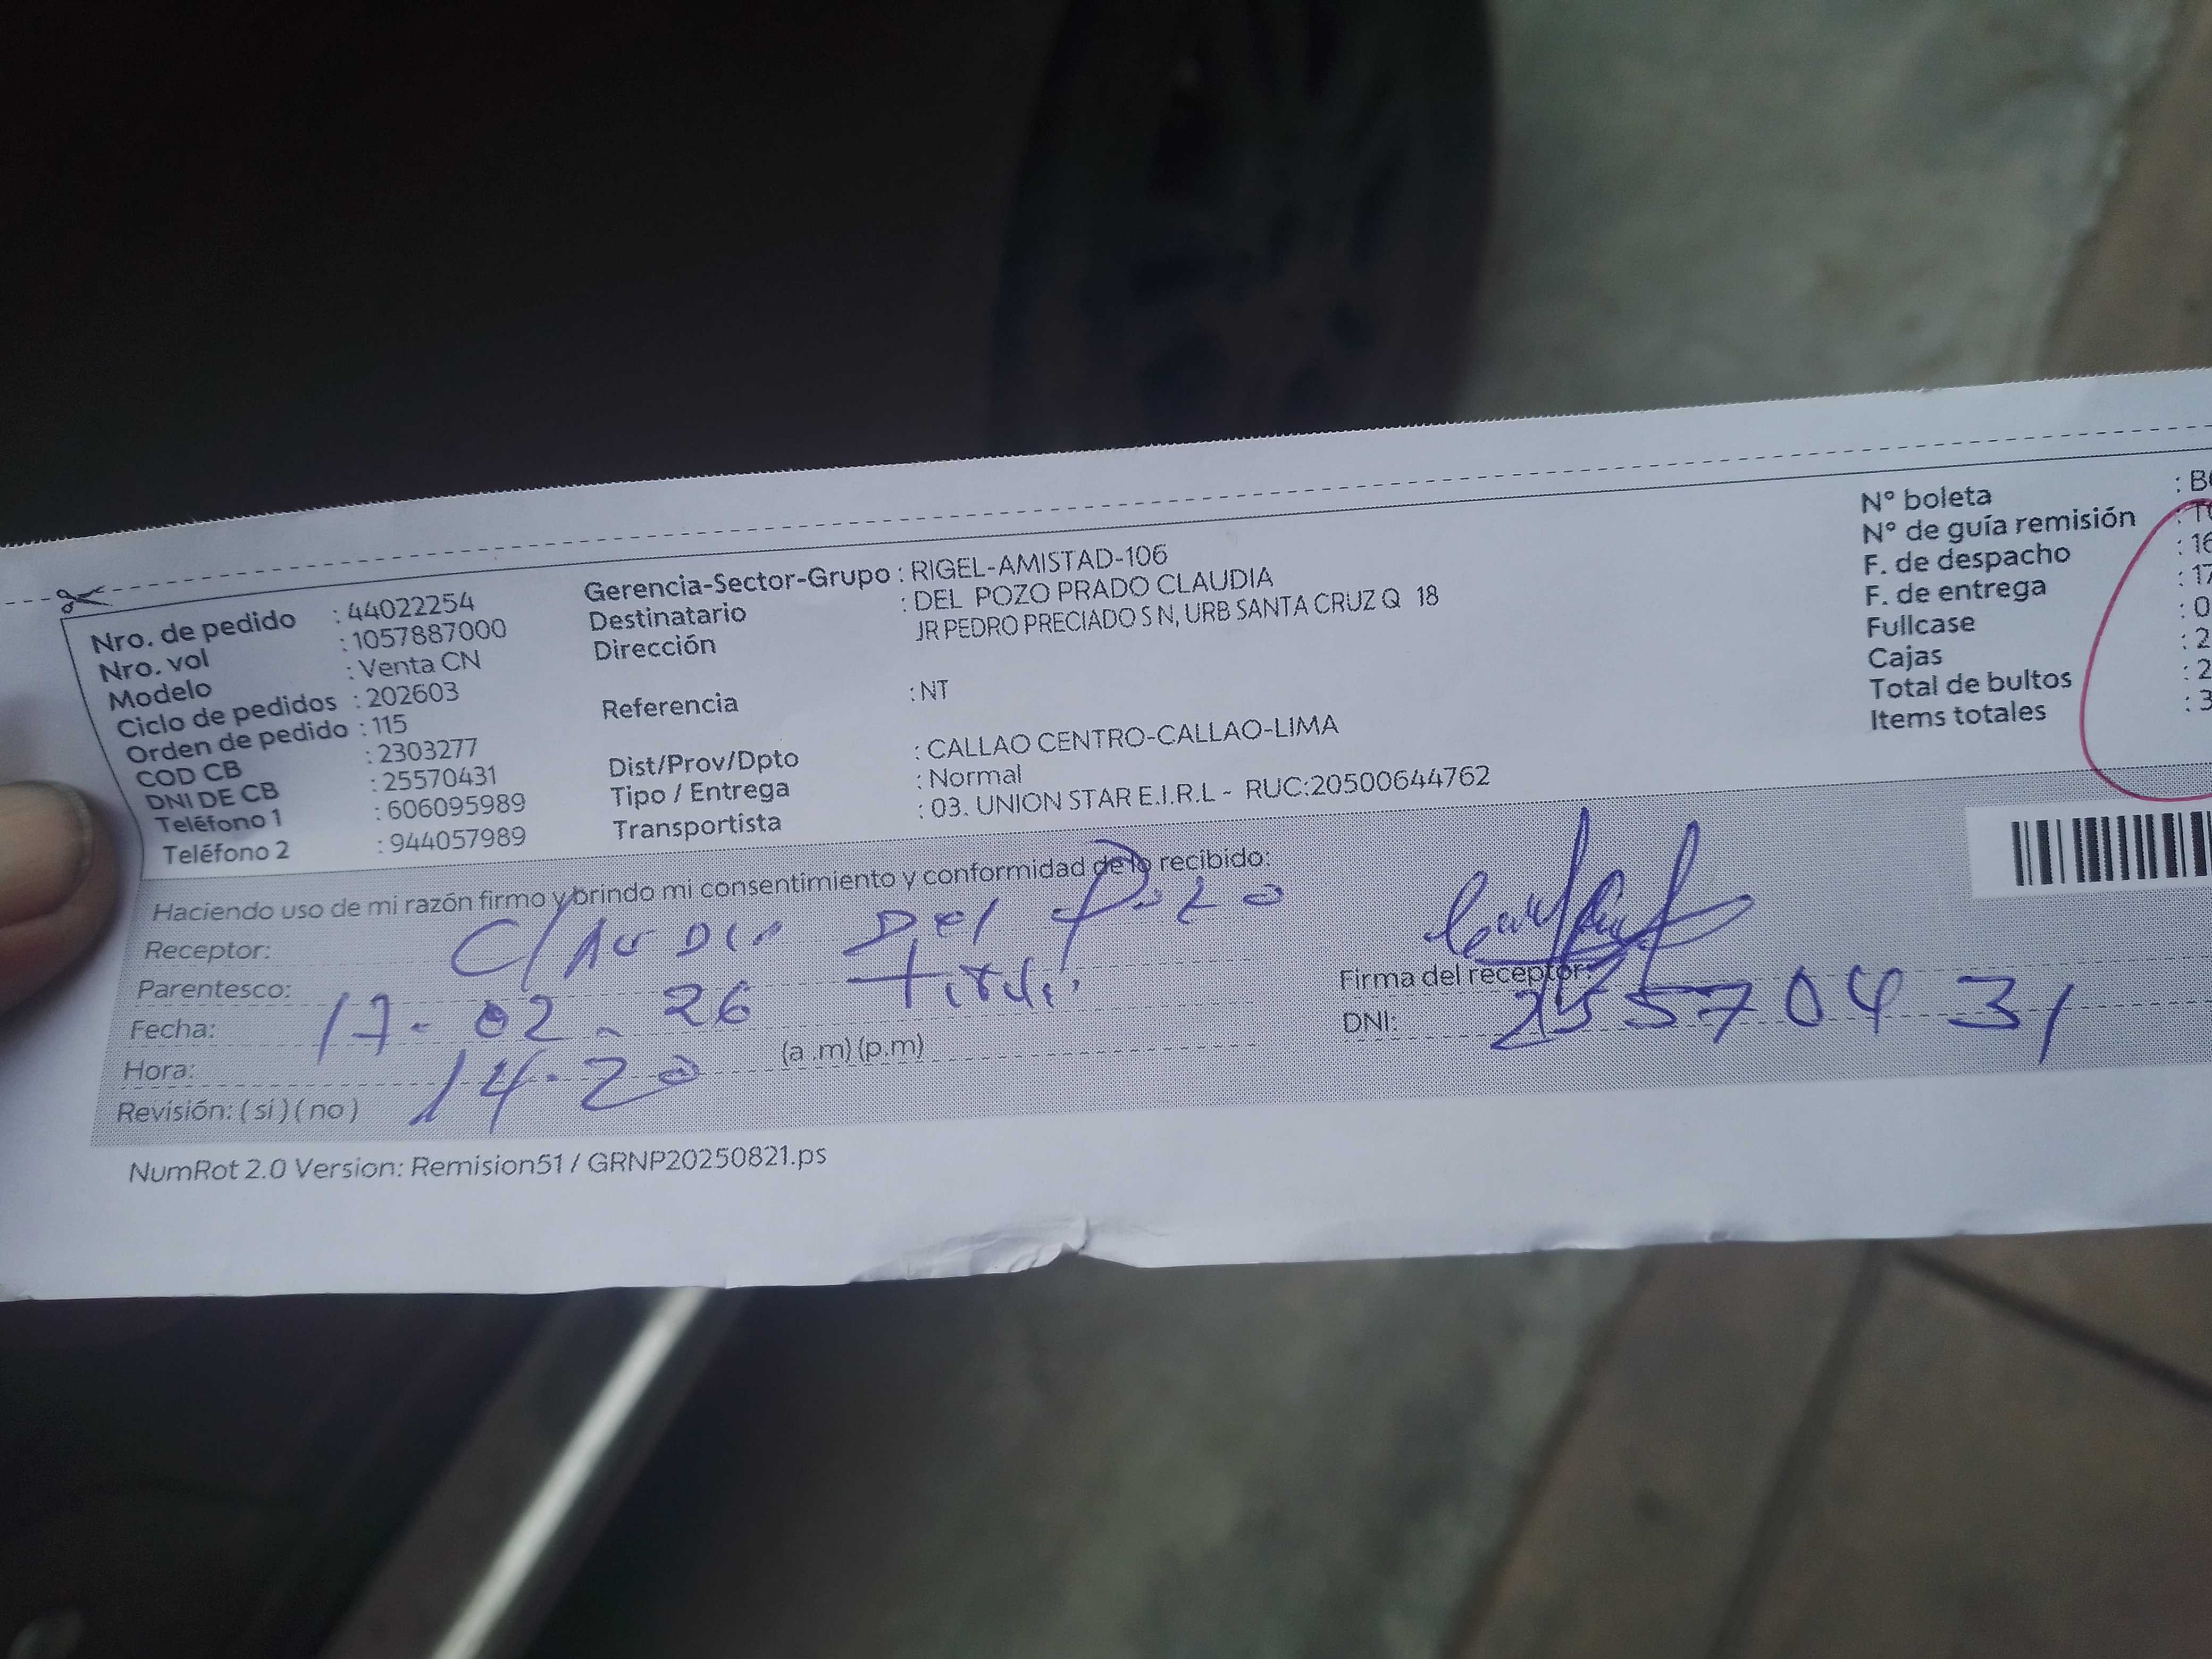 Nro. de pedido : 44022254
Nro. vol : 1057887000
Modelo : Venta CN
Ciclo de pedidos : 202603
Orden de pedido : 115
COD CB : 2303277
DNI DE CB : 25570431
Teléfono 1 : 606095989
Teléfono 2 : 944057989
Gerencia-Sector-Grupo : RIGEL-AMISTAD-106
Destinatario : DEL POZO PRADO CLAUDIA
Dirección JR PEDRO PRECIADO S N, URB SANTA CRUZ Q 18
Referencia : NT
Dist/Prov/Dpto : CALLAO CENTRO-CALLAO-LIMA
Tipo / Entrega : Normal
Transportista : 03. UNION STAR E.I.R.L - RUC:20500644762
N° boleta :
N° de guía remisión :
F. de despacho : 16
F. de entrega : 17
Fullcase : 0
Cajas : 2
Total de bultos : 2
Items totales : 3
Haciendo uso de mi razón firmo y brindo mi consentimiento y conformidad de lo recibido:
Receptor: Claudia Del Pozo
Parentesco:
Fecha: 17-02-26
Hora: 14.20 (a .m) (p.m)
Revisión: ( si ) ( no )
Firma del receptor:
DNI: 25570431
NumRot 2.0 Version: Remision51 / GRNP20250821.ps